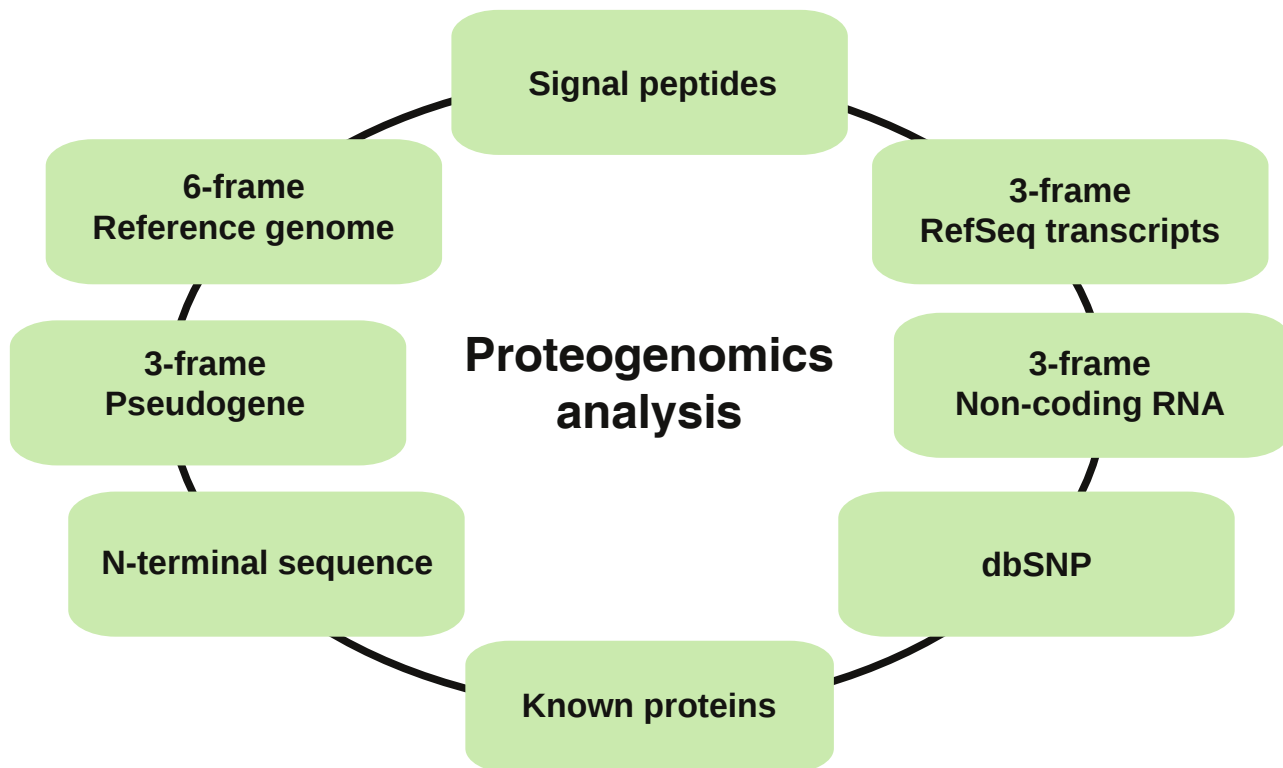 Signal peptides
6-frame
Reference genome
3-frame
RefSeq transcripts
3-frame
Pseudogene
Proteogenomics
analysis
3-frame
Non-coding RNA
N-terminal sequence
dbSNP
Known proteins